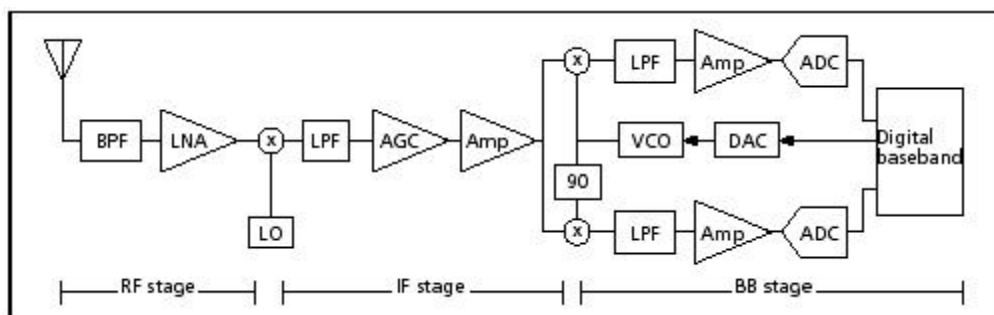 LPF Amp ADC
BPF LNA x LPF AGC Amp x
VCO DAC Digital
baseband
90
LO x LPF Amp ADC
RF stage IF stage BB stage